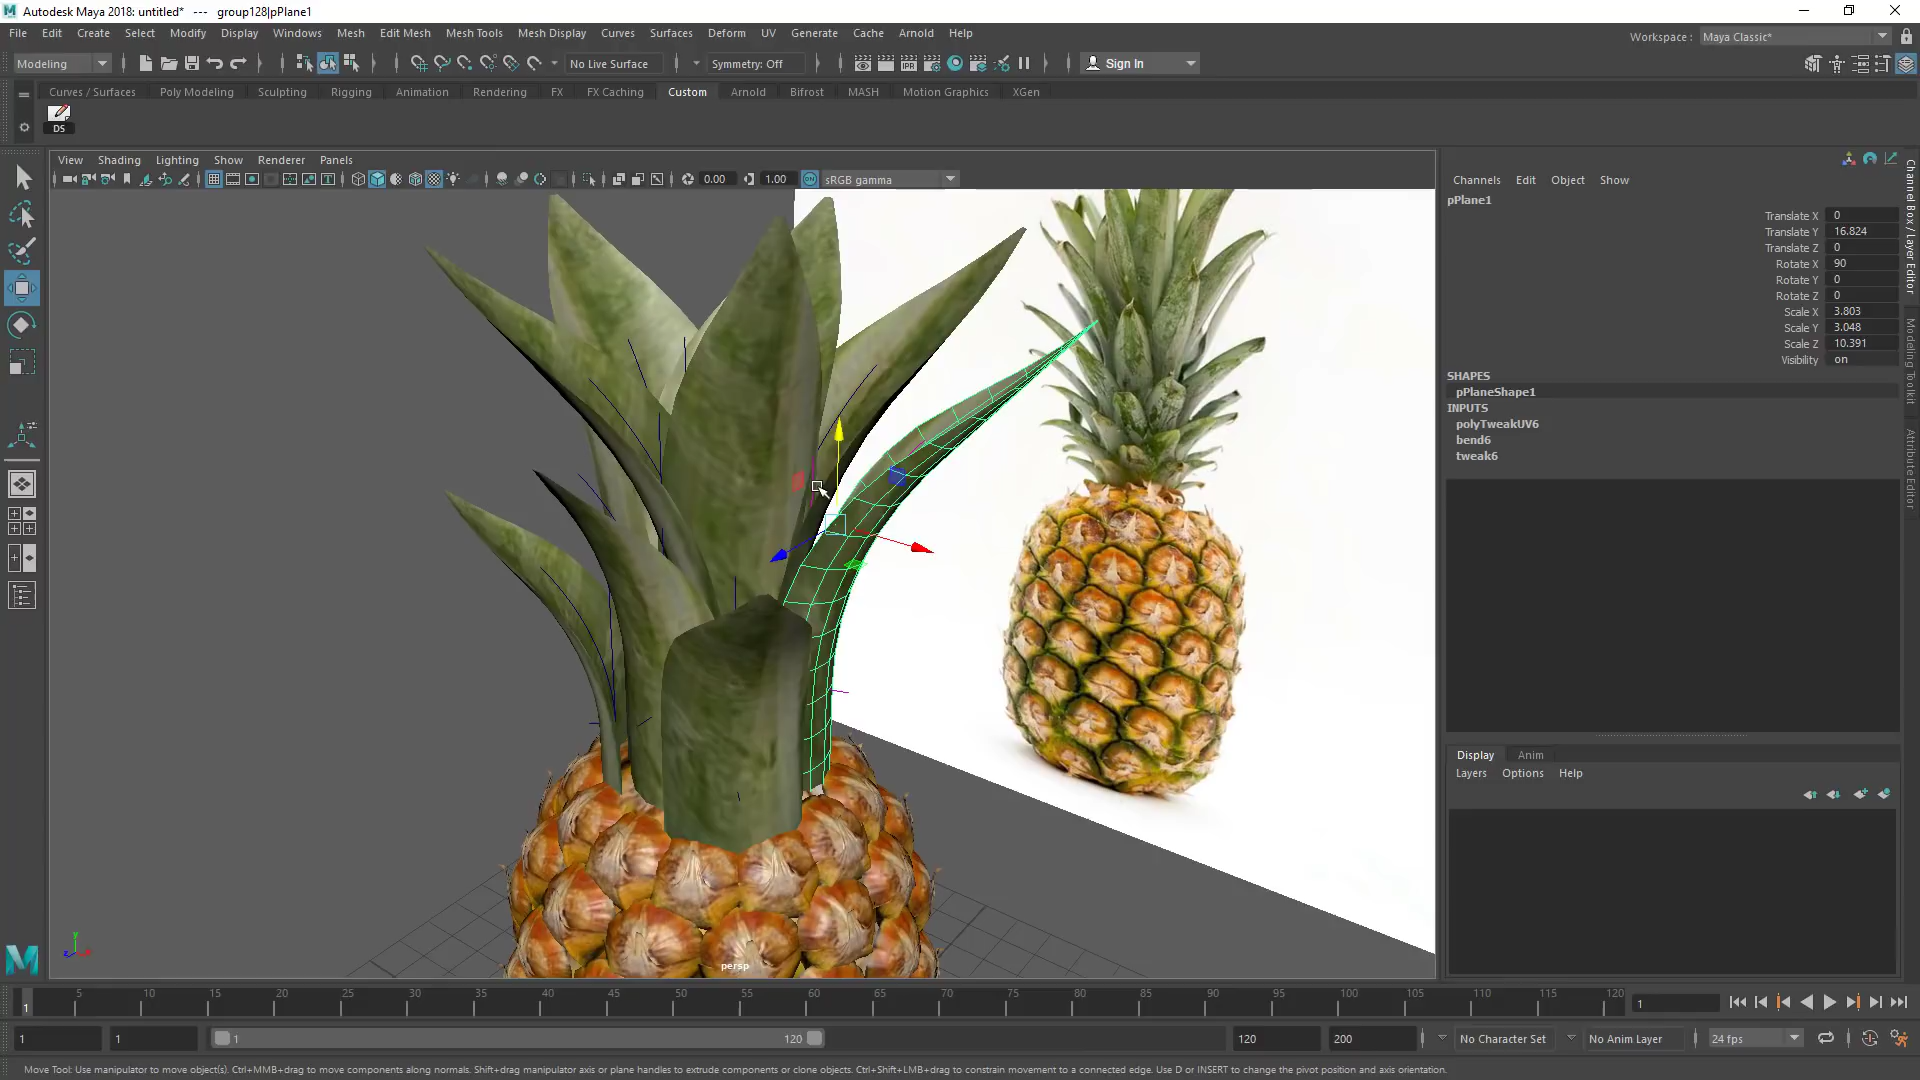 Autodesk Maya 2018: untitled* --- group128|pPlane1
File Edit Create Select Modify Display Windows Mesh Edit Mesh Mesh Tools Mesh Display Curves Surfaces Deform UV Generate Cache Arnold Help
Workspace : Maya Classic*
Modeling No Live Surface Symmetry: Off Sign In
Curves / Surfaces Poly Modeling Sculpting Rigging Animation Rendering FX FX Caching Custom Arnold Bifrost MASH Motion Graphics XGen
DS
View Shading Lighting Show Renderer Panels
0.00 1.00 ON sRGB gamma
Channels Edit Object Show
pPlane1
Translate X 0
Translate Y 16.824
Translate Z 0
Rotate X 90
Rotate Y 0
Rotate Z 0
Scale X 3.803
Scale Y 3.048
Scale Z 10.391
Visibility on
SHAPES
pPlaneShape1
INPUTS
polyTweakUV6
bend6
tweak6
Channel Box / Layer Editor
Modeling Toolkit
Attribute Editor
Display Anim
Layers Options Help
persp
5 10 15 20 25 30 35 40 45 50 55 60 65 70 75 80 85 90 95 100 105 110 115 120
1 1
1 1 1 120 120 200 No Character Set No Anim Layer 24 fps
Move Tool: Use manipulator to move object(s). Ctrl+MMB+drag to move components along normals. Shift+drag manipulator axis or plane handles to extrude components or clone objects. Ctrl+Shift+LMB+drag to constrain movement to a connected edge. Use D or INSERT to change the pivot position and axis orientation.